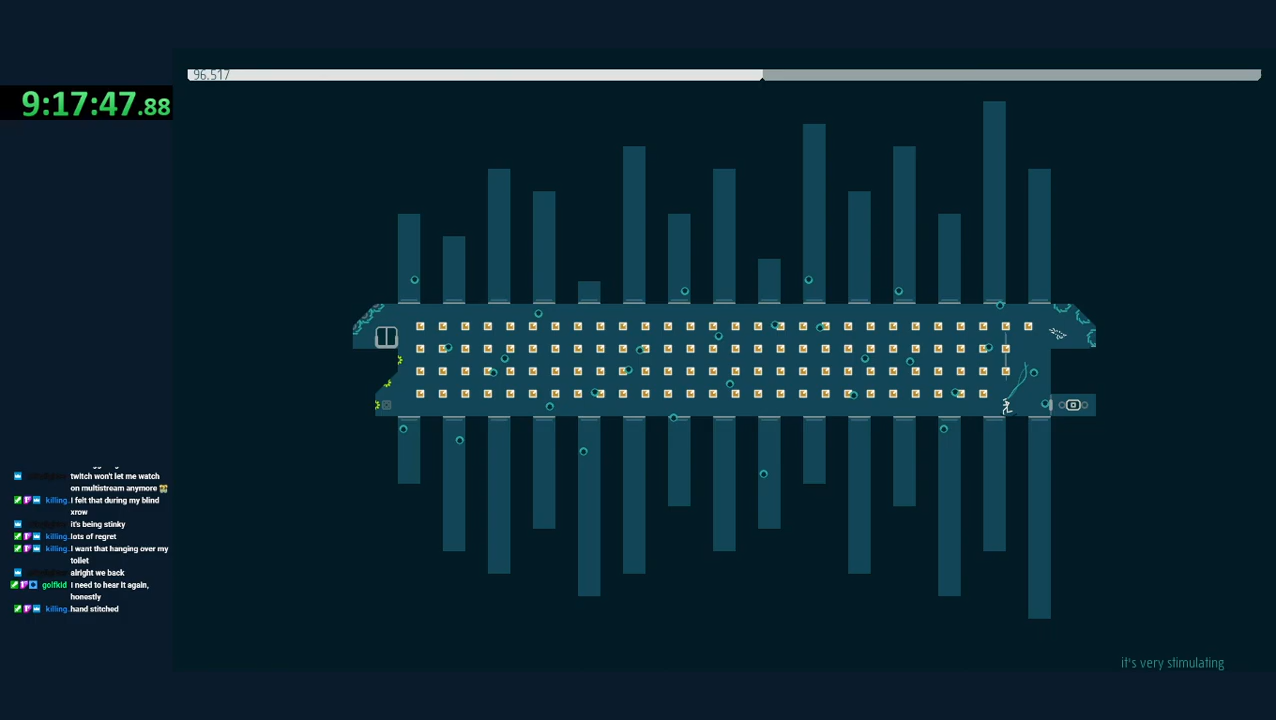 96.517
9:17:47.88
twitch won't let me watch
on multistream anymore
killing. I felt that during my blind
xrow
it's being stinky
killing. lots of regret
killing. I want that hanging over my
toilet
alright we back
golfkid I need to hear it again,
honestly
killing. hand stitched
it's very stimulating